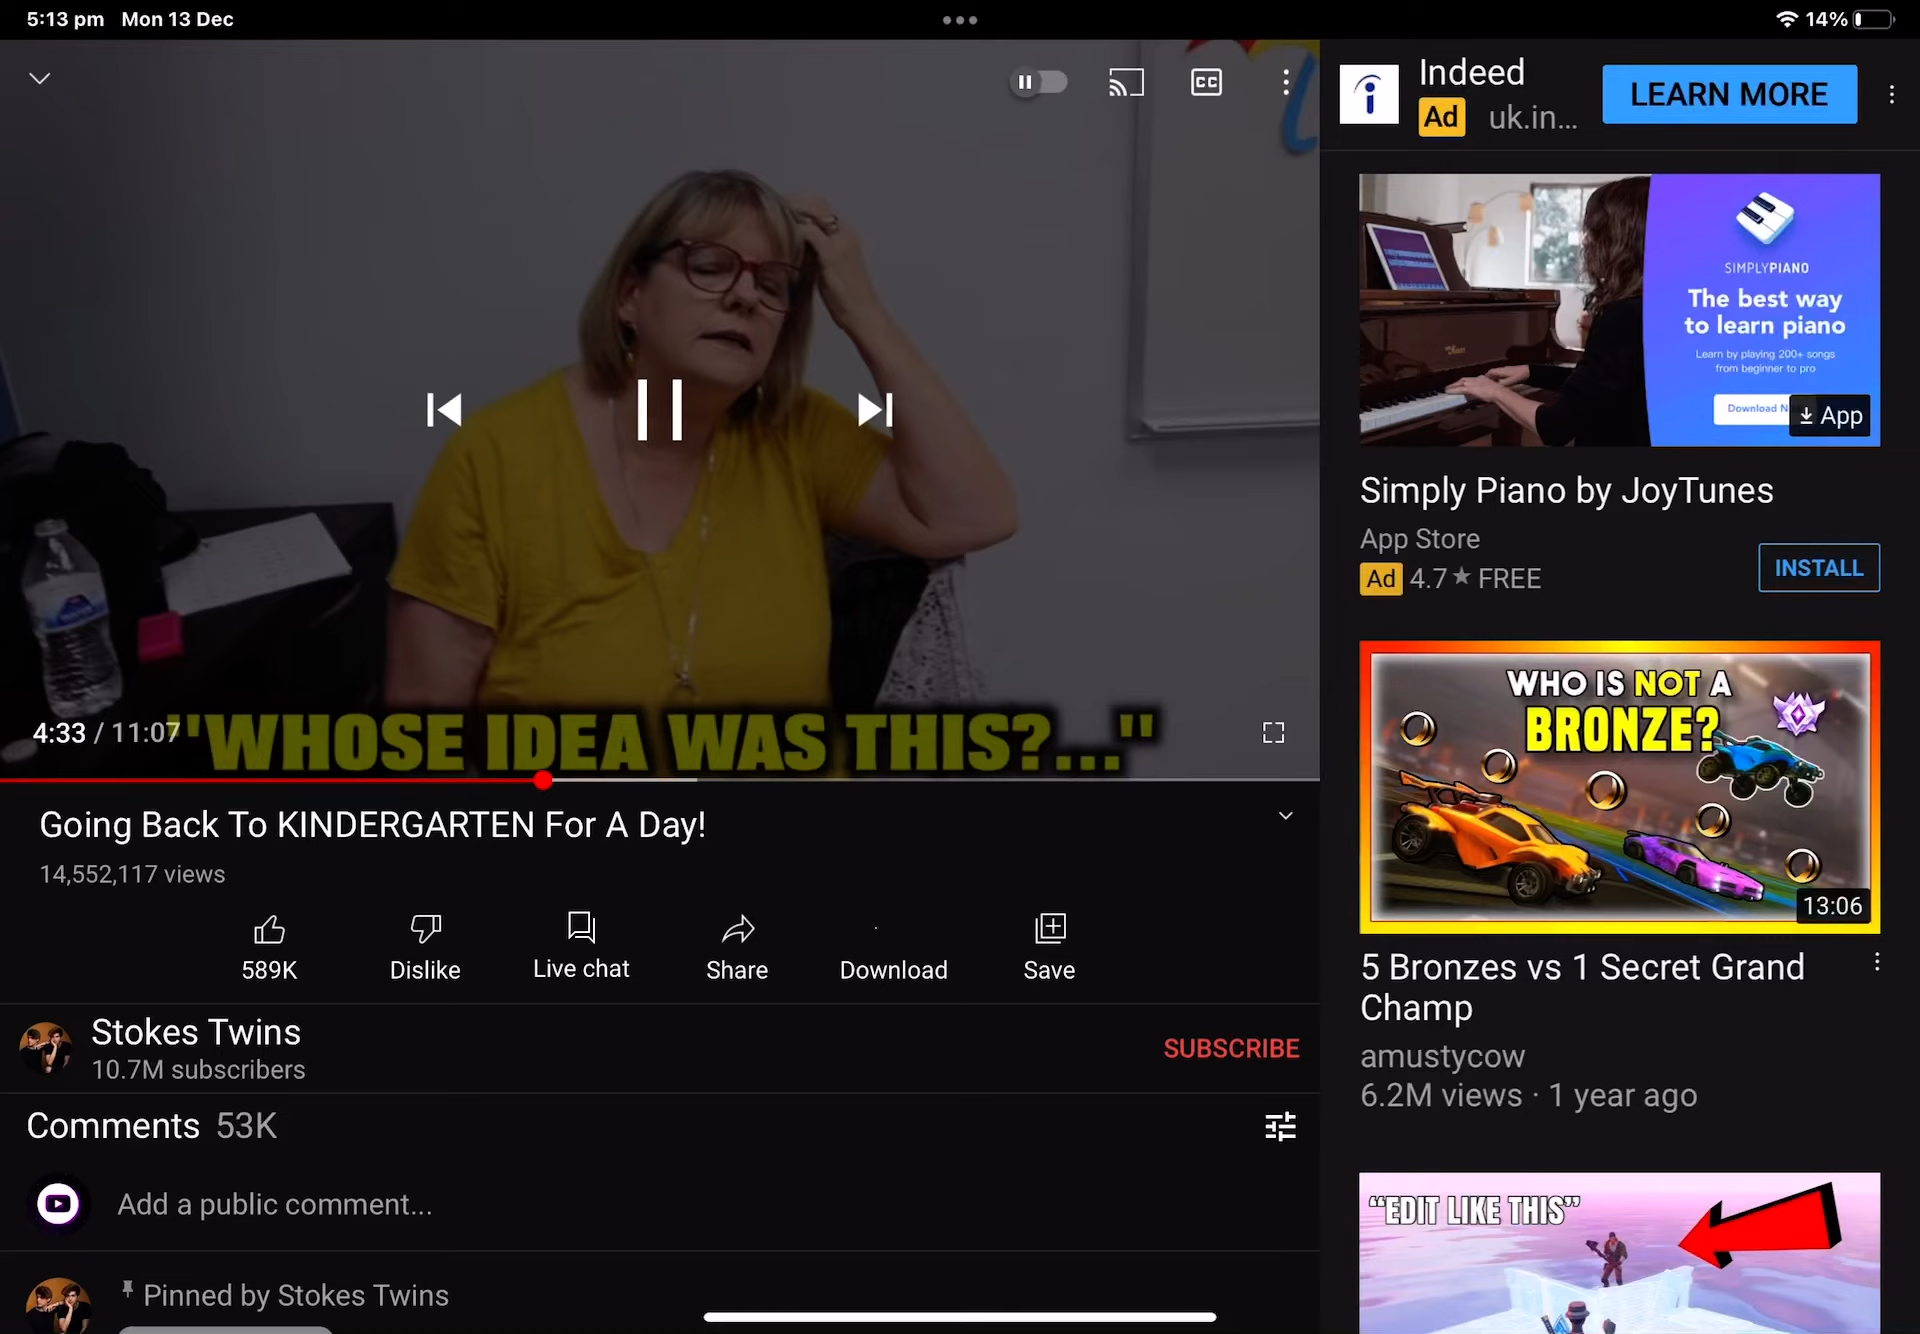 5:13 pm Mon 13 Dec
14%
CC
Indeed
Ad uk.in...
LEARN MORE
SIMPLYPIANO
The best way
to learn piano
Learn by playing 200+ songs
from beginner to pro
Download N
App
Simply Piano by JoyTunes
App Store
Ad 4.7★ FREE
INSTALL
"WHOSE IDEA WAS THIS?..."
4:33 / 11:07
Going Back To KINDERGARTEN For A Day!
14,552,117 views
589K
Dislike
Live chat
Share
Download
Save
Stokes Twins
10.7M subscribers
SUBSCRIBE
Comments 53K
Add a public comment...
Pinned by Stokes Twins
WHO IS NOT A
BRONZE?
13:06
5 Bronzes vs 1 Secret Grand
Champ
amustycow
6.2M views · 1 year ago
“EDIT LIKE THIS”